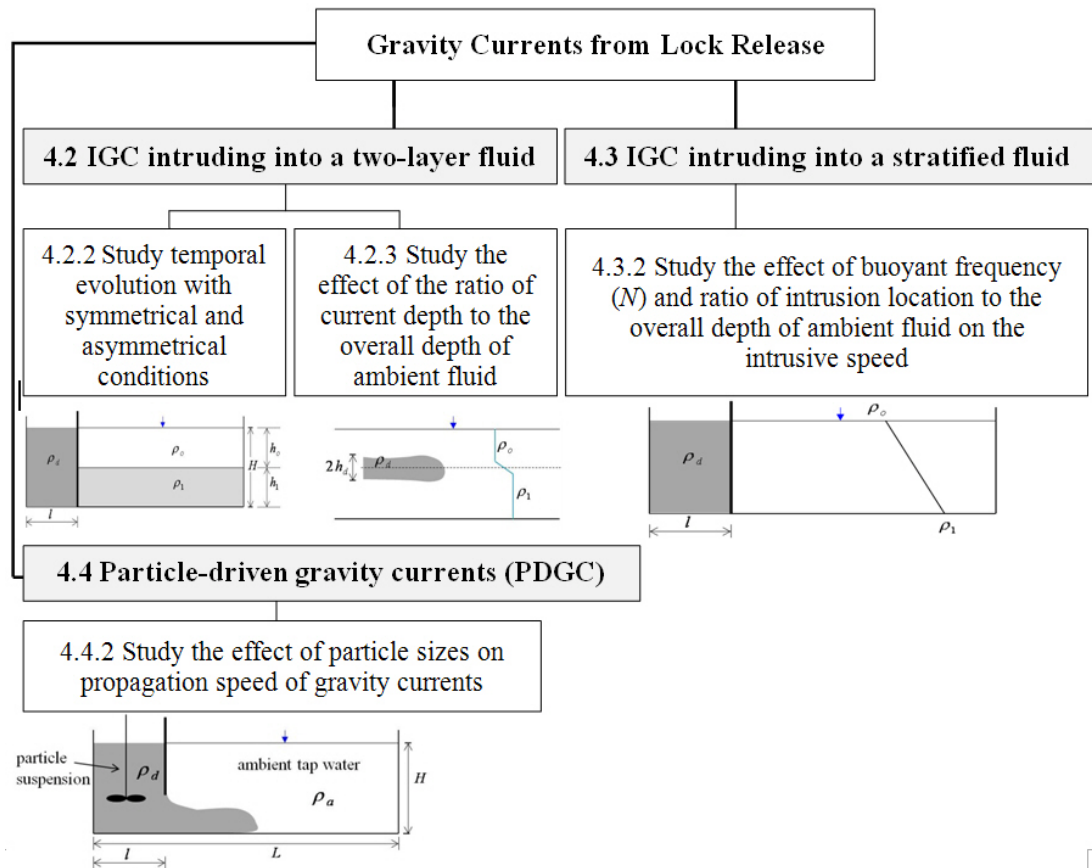 Gravity Currents from Lock Release
4.2 IGC intruding into a two-layer fluid
4.3 IGC intruding into a stratified fluid
4.2.2 Study temporal
evolution with
symmetrical and
asymmetrical
conditions
4.2.3 Study the
effect of the ratio of
current depth to the
overall depth of
ambient fluid
4.3.2 Study the effect of buoyant frequency
(N) and ratio of intrusion location to the
overall depth of ambient fluid on the
intrusive speed
ρd
ρo
ρ1
H
ho
h1
l
2hd
ρd
ρo
ρ1
ρd
ρo
ρ1
l
4.4 Particle-driven gravity currents (PDGC)
4.4.2 Study the effect of particle sizes on
propagation speed of gravity currents
particle
suspension
ρd
ambient tap water
ρa
H
l
L